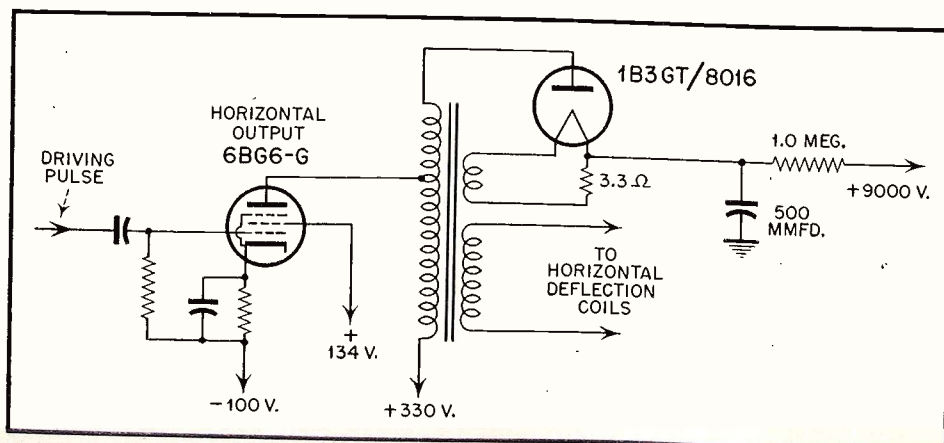 HORIZONTAL
OUTPUT
6BG6-G
DRIVING
PULSE
1B3GT/8016
1.0 MEG.
3.3 Ω
+9000 V.
500
MMFD.
TO
HORIZONTAL
DEFLECTION
COILS
+
134 V.
-100 V.
+330 V.